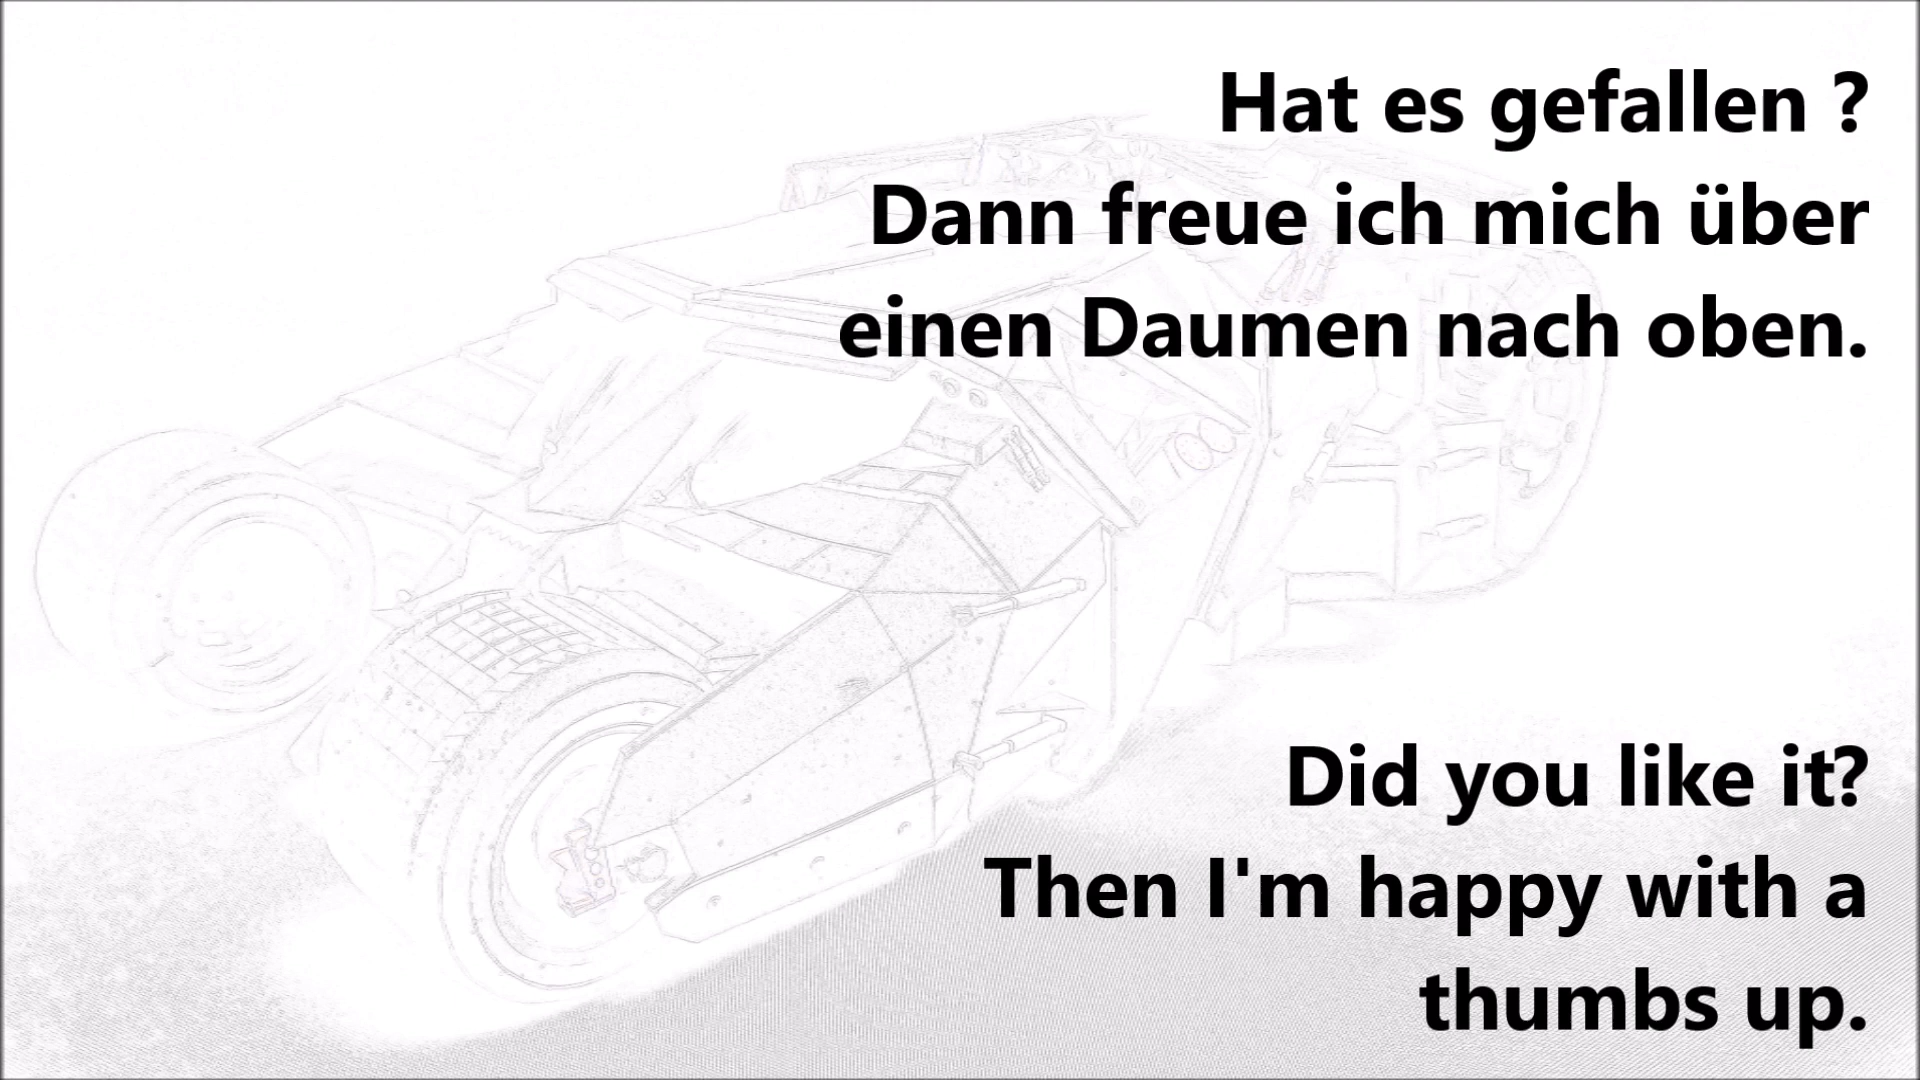 Hat es gefallen ?
Dann freue ich mich über
einen Daumen nach oben.
Did you like it?
Then I'm happy with a
thumbs up.